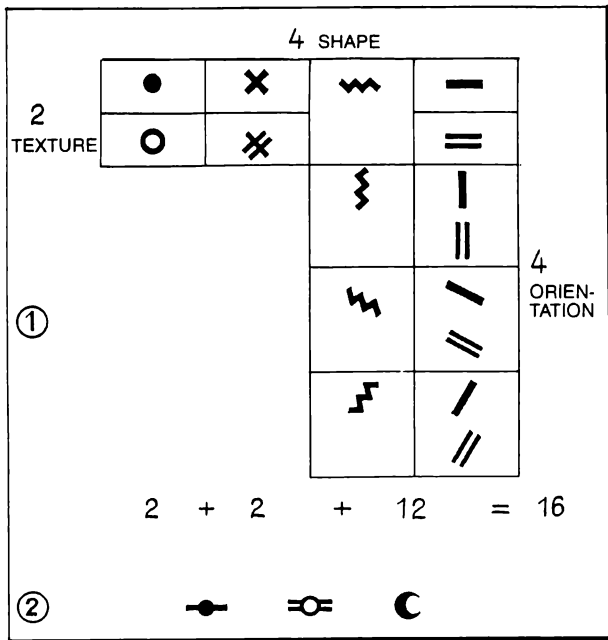 4 SHAPE
2
TEXTURE
4
ORIEN-
TATION
①
2 + 2 + 12 = 16
②